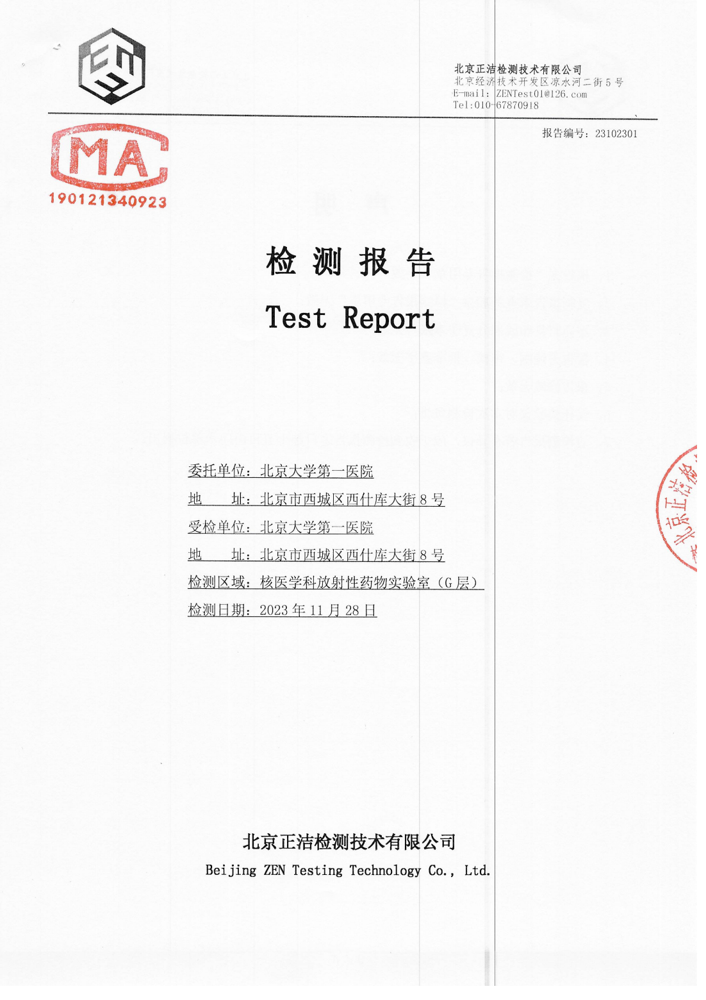 北京正洁检测技术有限公司
北京经济技术开发区凉水河二街5号
E-mail: ZENTest01@126.com
Tel:010-67870918
报告编号：23102301
MA
190121340923
检测报告
Test Report
委托单位：北京大学第一医院
地　　址：北京市西城区西什库大街8号
受检单位：北京大学第一医院
地　　址：北京市西城区西什库大街8号
检测区域：核医学科放射性药物实验室（G层）
检测日期：2023年11月28日
北京正洁检
北京正洁检测技术有限公司
Beijing ZEN Testing Technology Co., Ltd.